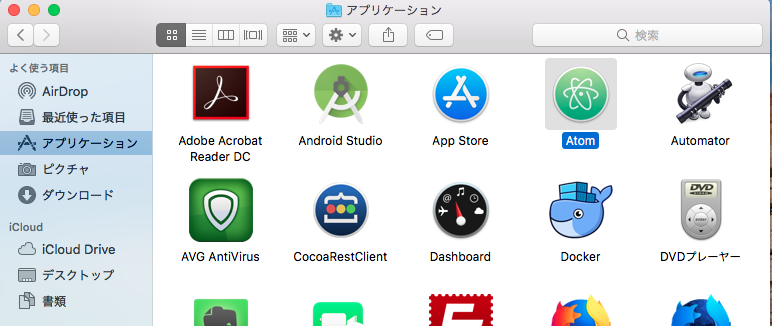 アプリケーション
検索
よく使う項目
AirDrop
最近使った項目
アプリケーション
ピクチャ
ダウンロード
iCloud
iCloud Drive
デスクトップ
書類
Adobe Acrobat
Reader DC
Android Studio
App Store
Atom
Automator
AVG AntiVirus
CocoaRestClient
Dashboard
Docker
DVD
DVDプレーヤー